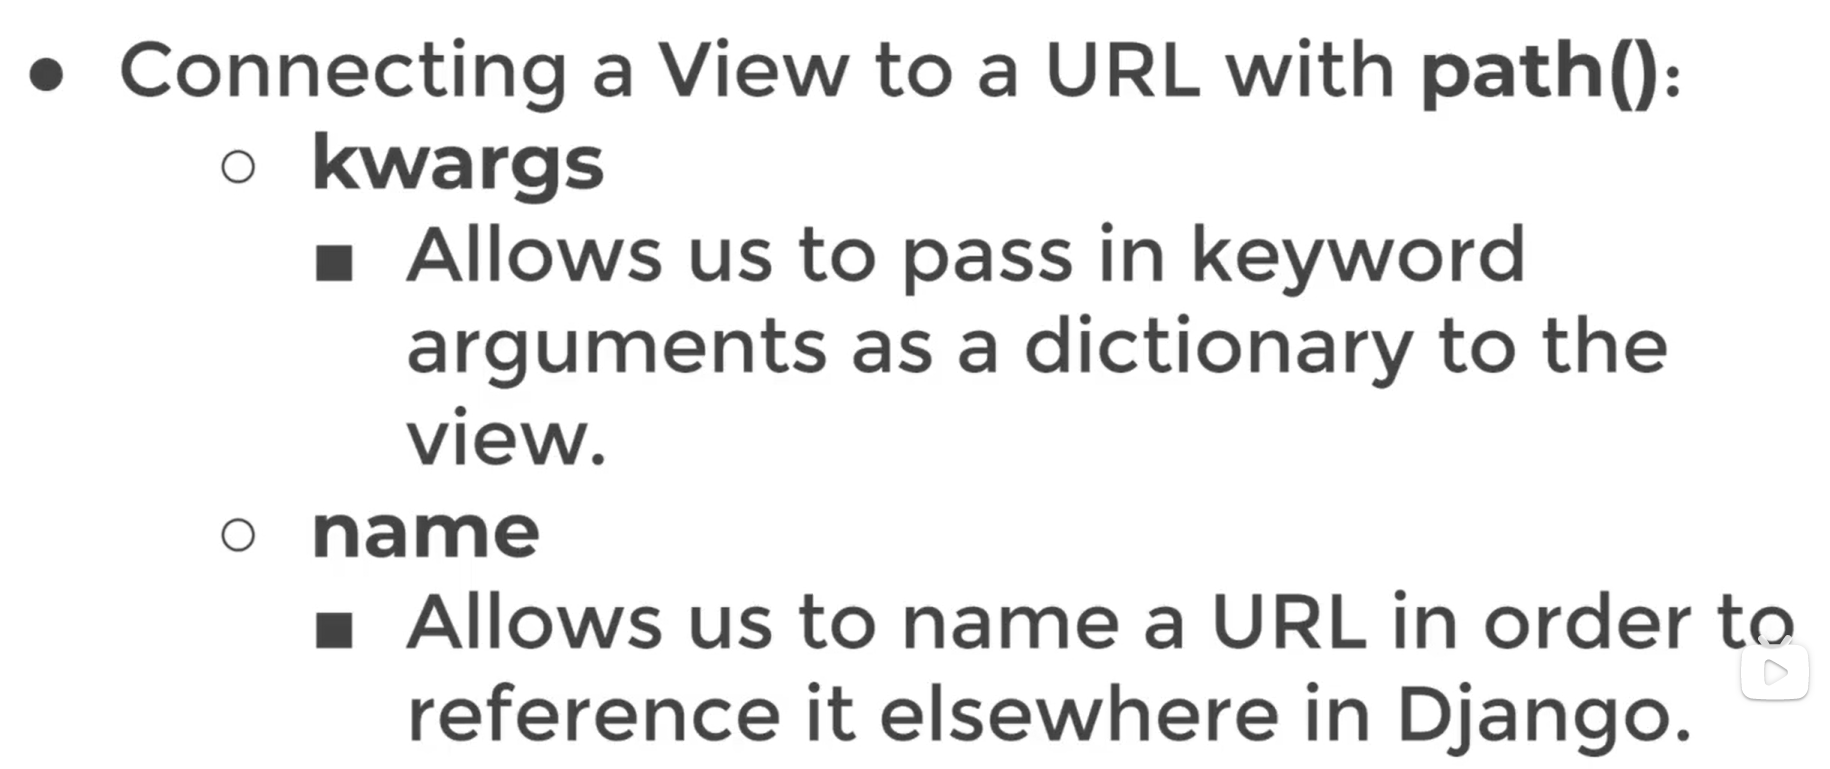 ● Connecting a View to a URL with path():
○ kwargs
■ Allows us to pass in keyword
arguments as a dictionary to the
view.
○ name
■ Allows us to name a URL in order to
reference it elsewhere in Django.